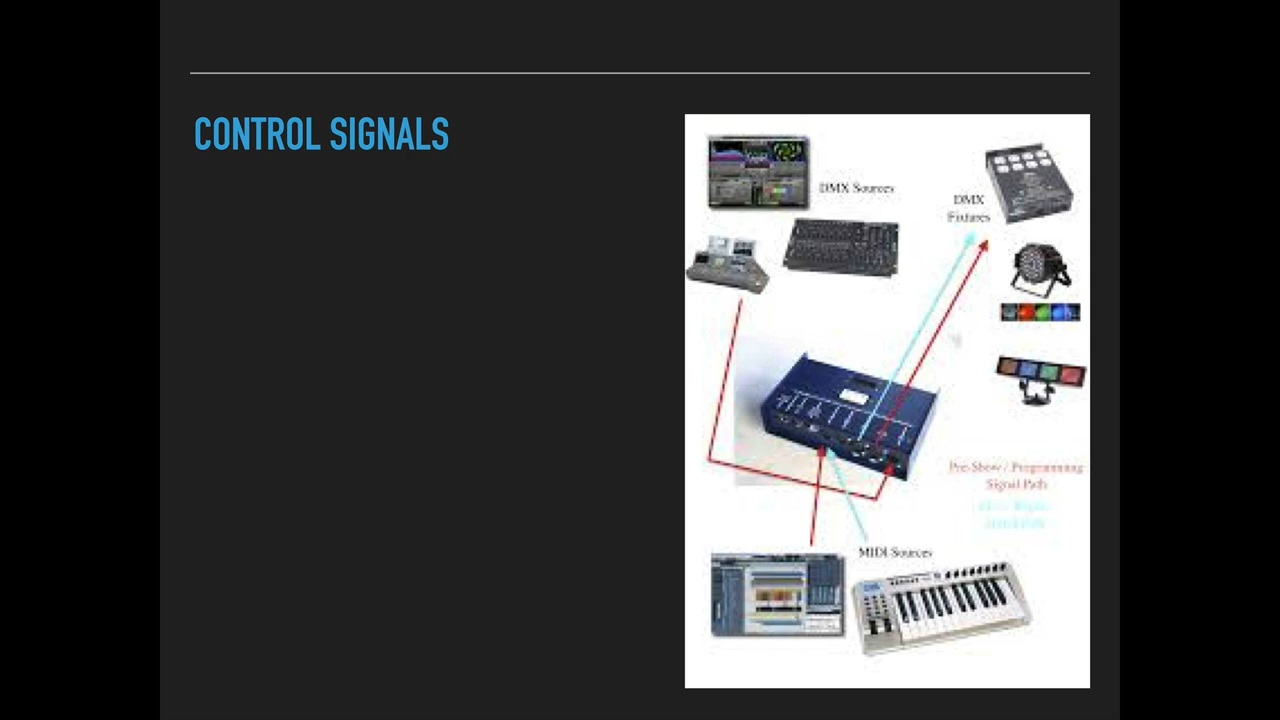 CONTROL SIGNALS
DMX Sources
DMX
Fixtures
Pre-Show / Programming
Signal Path
MIDI Sources